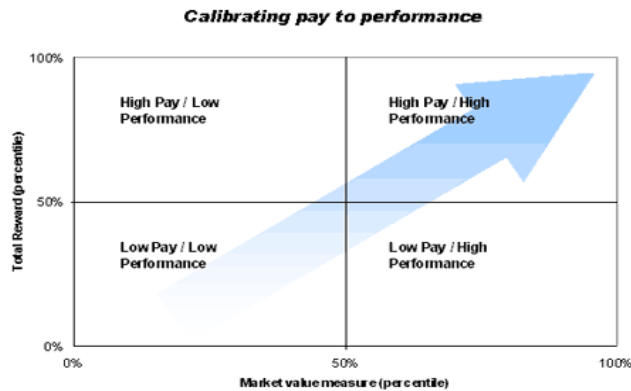 Calibrating pay to performance
100%
High Pay / Low
Performance
High Pay / High
Performance
Total Reward (percentile)
50%
Low Pay / Low
Performance
Low Pay / High
Performance
0%
0%
50%
100%
Market value measure (percentile)